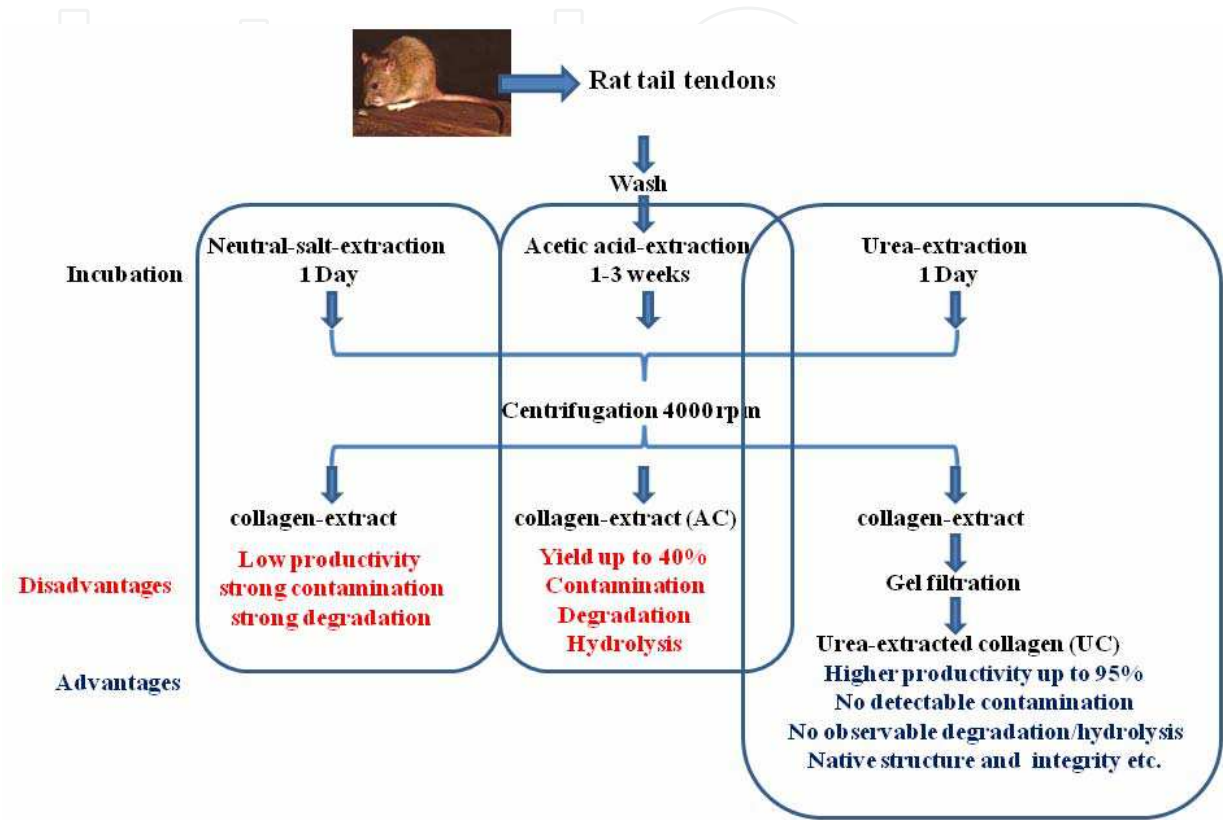 Rat tail tendons
Wash
Neutral-salt-extraction
1 Day
Acetic acid-extraction
1-3 weeks
Urea-extraction
1 Day
Incubation
Centrifugation 4000 rpm
collagen-extract
Low productivity
strong contamination
strong degradation
collagen-extract (AC)
Yield up to 40%
Contamination
Degradation
Hydrolysis
collagen-extract
Gel filtration
Urea-extracted collagen (UC)
Higher productivity up to 95%
No detectable contamination
No observable degradation/hydrolysis
Native structure and integrity etc.
Disadvantages
Advantages